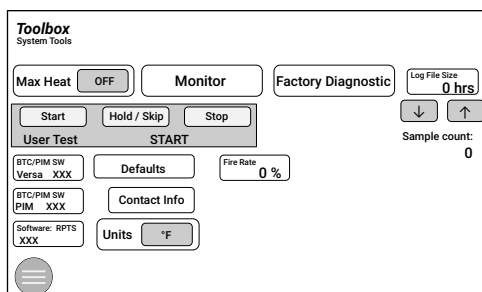 Toolbox
System Tools
Max Heat OFF Monitor Factory Diagnostic Log File Size
0 hrs
Start Hold / Skip Stop
User Test START
Sample count:
0
BTC/PIM SW
Versa XXX
Defaults
Fire Rate
0 %
BTC/PIM SW
PIM XXX
Contact Info
Software: RPTS
XXX
Units °F